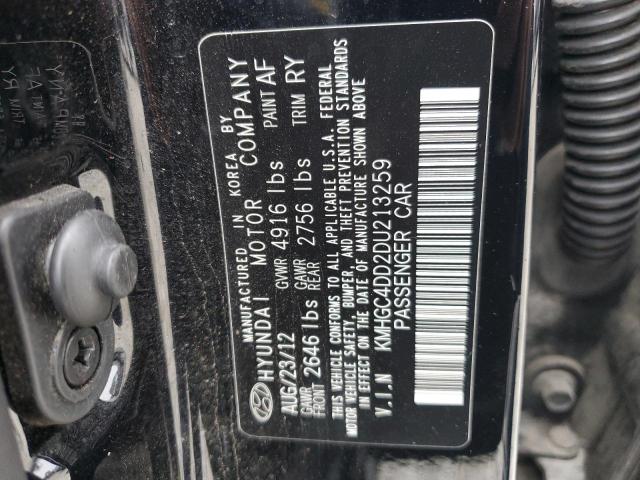 MANUFACTURED IN KOREA BY
HYUNDAI MOTOR COMPANY
AUG/23/12 GVWR 4916 lbs PAINT AF
GAWR FRONT 2646 lbs GAWR REAR 2756 lbs TRIM RY
THIS VEHICLE CONFORMS TO ALL APPLICABLE U.S.A. FEDERAL
MOTOR VEHICLE SAFETY, BUMPER, AND THEFT PREVENTION STANDARDS
IN EFFECT ON THE DATE OF MANUFACTURE SHOWN ABOVE
V.I.N KMHGC4DD2DU213259
PASSENGER CAR